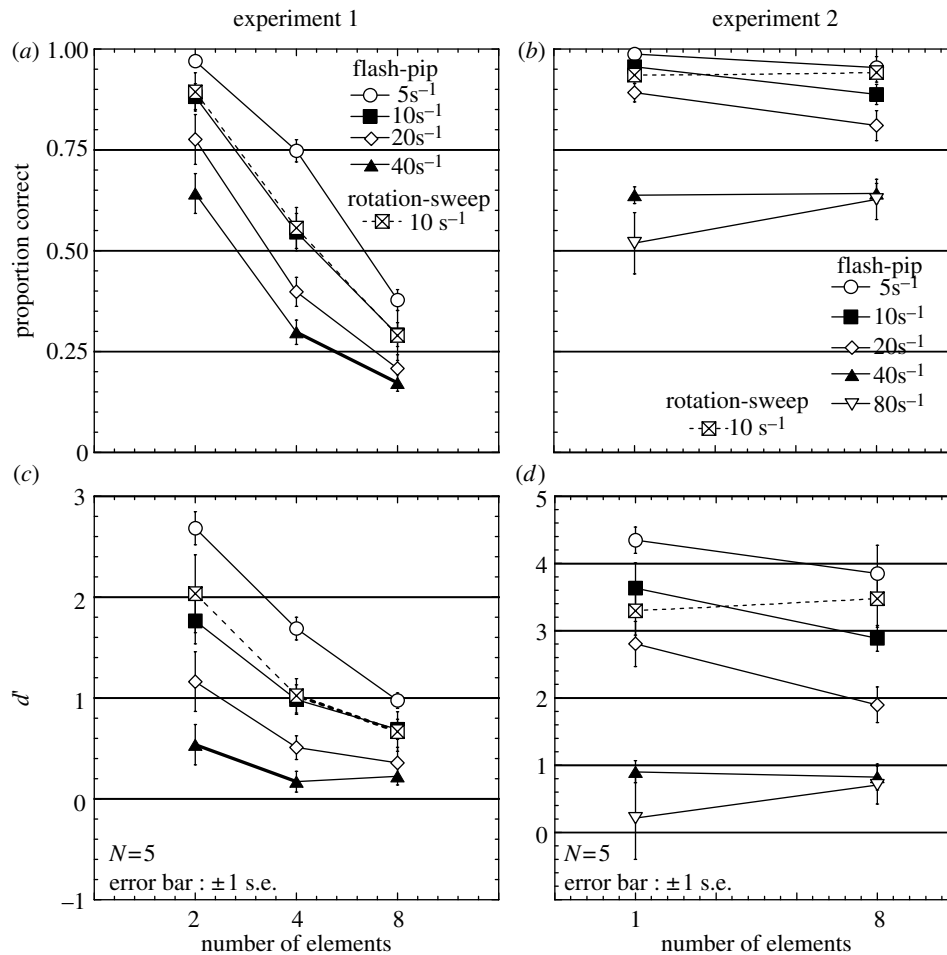 experiment 1
experiment 2
(a)
1.00
0.75
0.50
0.25
0
proportion correct
flash-pip
5s⁻¹
10s⁻¹
20s⁻¹
40s⁻¹
rotation-sweep
10 s⁻¹
(b)
flash-pip
5s⁻¹
10s⁻¹
20s⁻¹
40s⁻¹
80s⁻¹
rotation-sweep
10 s⁻¹
(c)
3
2
1
0
−1
d'
N=5
error bar : ±1 s.e.
2
4
8
number of elements
(d)
5
4
3
2
1
0
N=5
error bar : ±1 s.e.
1
8
number of elements